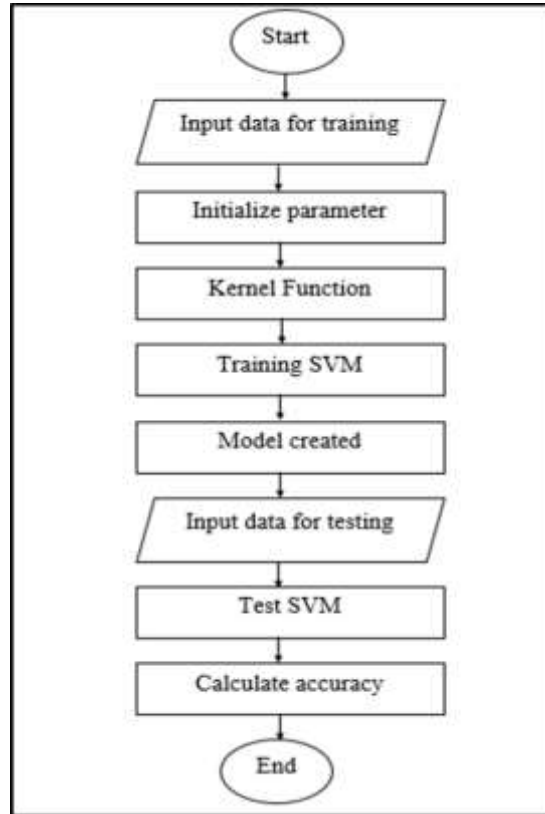 Start
Input data for training
Initialize parameter
Kernel Function
Training SVM
Model created
Input data for testing
Test SVM
Calculate accuracy
End